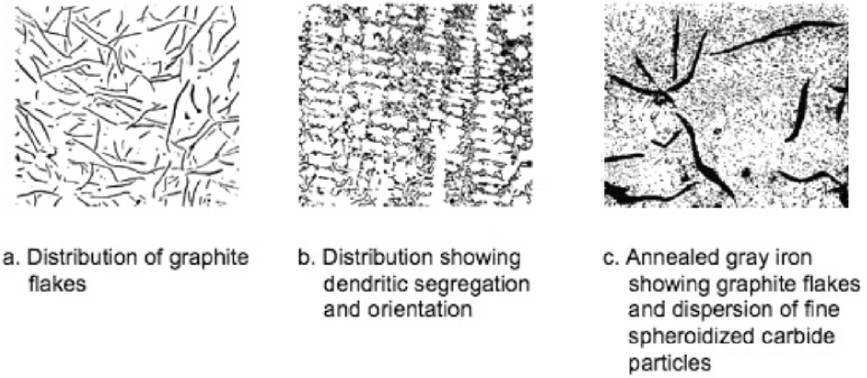 a. Distribution of graphite
flakes
b. Distribution showing
dendritic segregation
and orientation
c. Annealed gray iron
showing graphite flakes
and dispersion of fine
spheroidized carbide
particles